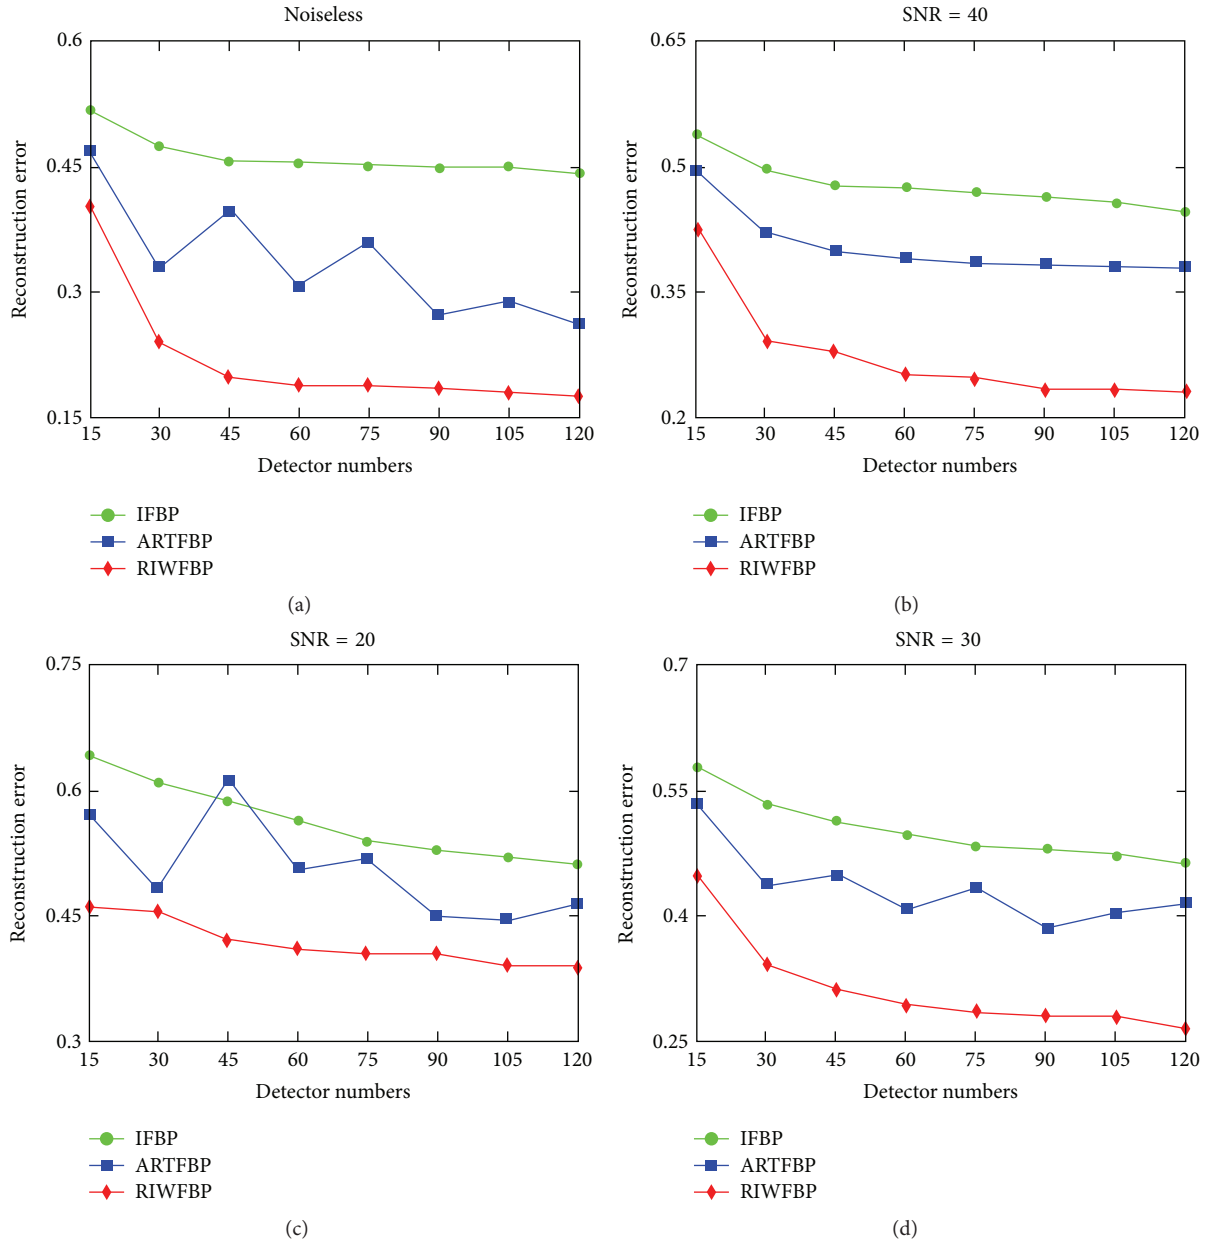 Noiseless
0.6
0.45
0.3
0.15
Reconstruction error
15 30 45 60 75 90 105 120
Detector numbers
IFBP
ARTFBP
RIWFBP
(a)
SNR = 40
0.65
0.5
0.35
0.2
Reconstruction error
15 30 45 60 75 90 105 120
Detector numbers
IFBP
ARTFBP
RIWFBP
(b)
SNR = 20
0.75
0.6
0.45
0.3
Reconstruction error
15 30 45 60 75 90 105 120
Detector numbers
IFBP
ARTFBP
RIWFBP
(c)
SNR = 30
0.7
0.55
0.4
0.25
Reconstruction error
15 30 45 60 75 90 105 120
Detector numbers
IFBP
ARTFBP
RIWFBP
(d)